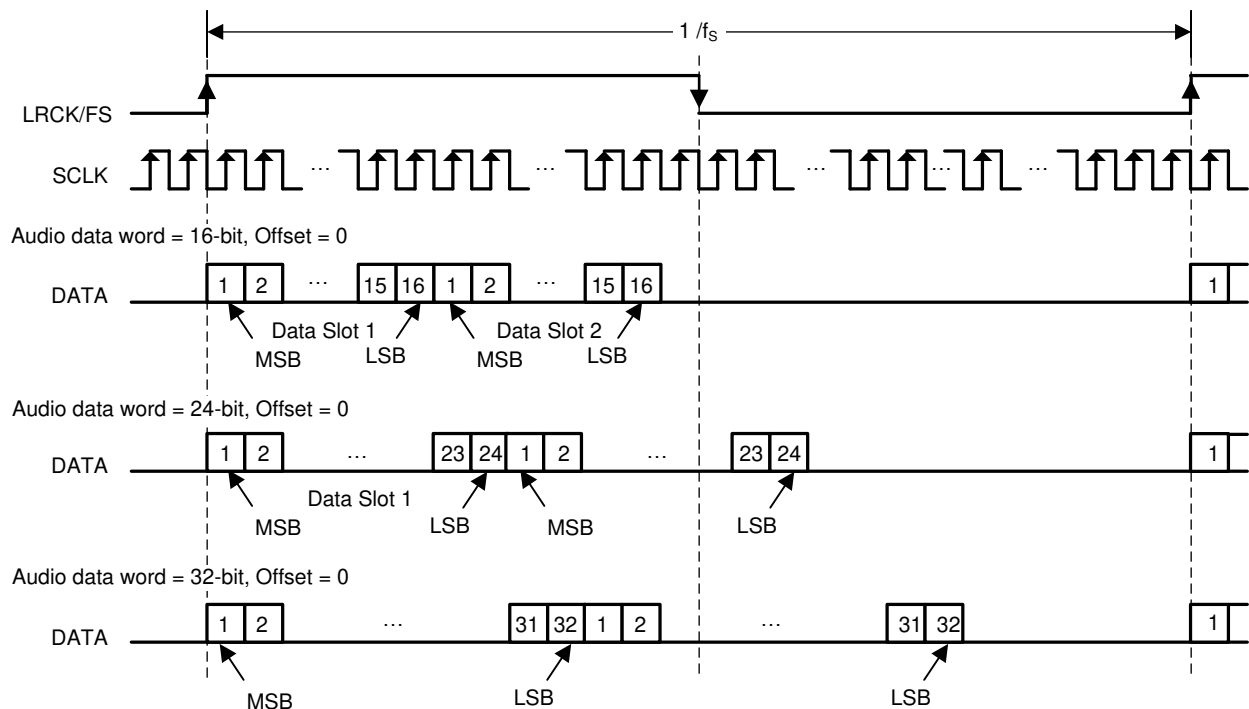 1 /fS
LRCK/FS
SCLK
… … … … …
Audio data word = 16-bit, Offset = 0
DATA
1 2 … 15 16 1 2 … 15 16 1
Data Slot 1
Data Slot 2
MSB
LSB
MSB
LSB
Audio data word = 24-bit, Offset = 0
DATA
1 2 … 23 24 1 2 … 23 24 1
Data Slot 1
MSB
LSB
MSB
LSB
Audio data word = 32-bit, Offset = 0
DATA
1 2 … 31 32 1 2 … 31 32 1
MSB
LSB
LSB